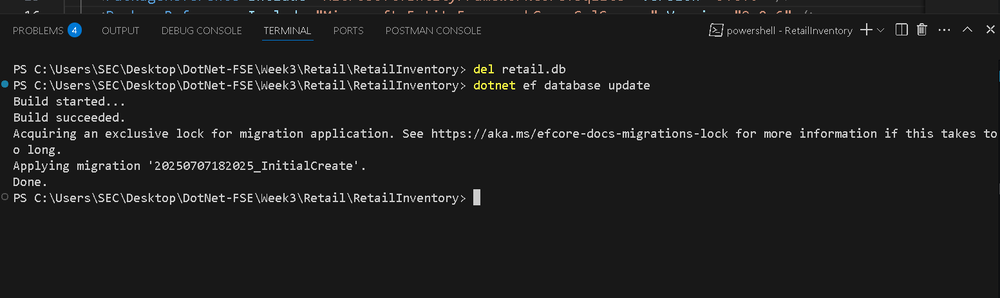 PROBLEMS 4 OUTPUT DEBUG CONSOLE TERMINAL PORTS POSTMAN CONSOLE powershell - RetailInventory
PS C:\Users\SEC\Desktop\DotNet-FSE\Week3\Retail\RetailInventory> del retail.db
PS C:\Users\SEC\Desktop\DotNet-FSE\Week3\Retail\RetailInventory> dotnet ef database update
Build started...
Build succeeded.
Acquiring an exclusive lock for migration application. See https://aka.ms/efcore-docs-migrations-lock for more information if this takes to
o long.
Applying migration '20250707182025_InitialCreate'.
Done.
PS C:\Users\SEC\Desktop\DotNet-FSE\Week3\Retail\RetailInventory>